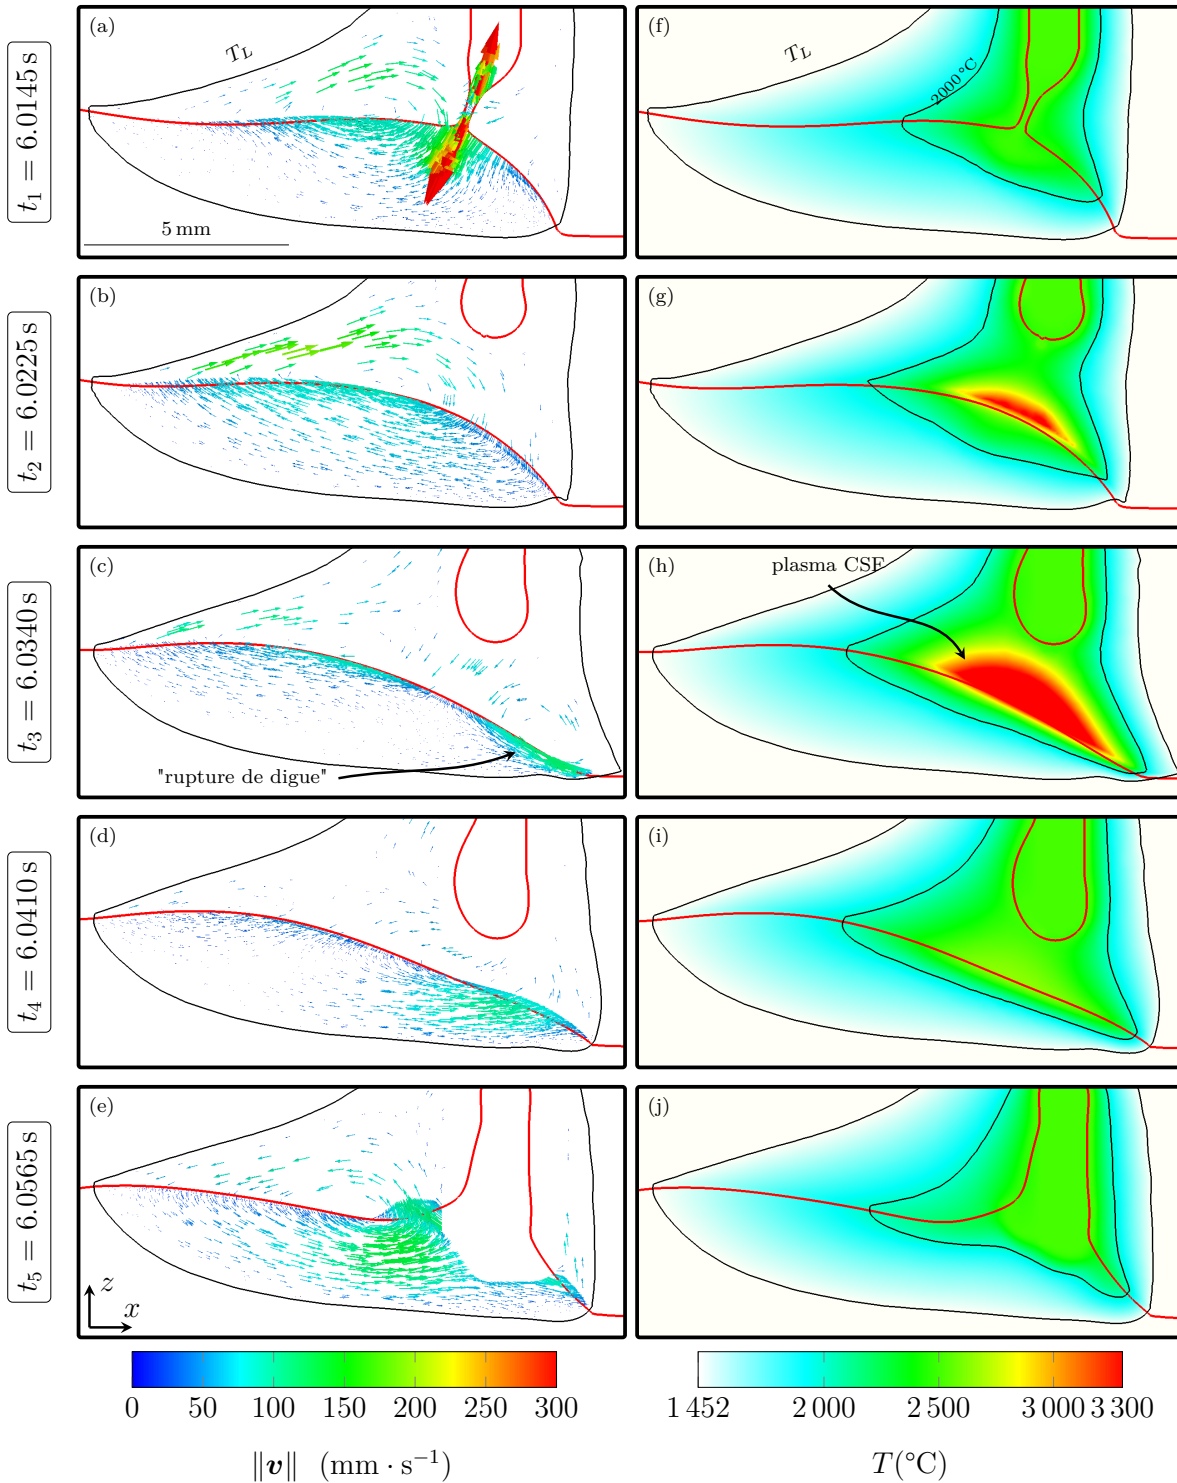 t1 = 6.0145 s
(a)
TL
5 mm
(f)
TL
2000 °C
t2 = 6.0225 s
(b)
(g)
t3 = 6.0340 s
(c)
"rupture de digue"
(h)
plasma CSF
t4 = 6.0410 s
(d)
(i)
t5 = 6.0565 s
(e)
z
x
(j)
0 50 100 150 200 250 300
‖v‖ (mm · s⁻¹)
1 452 2 000 2 500 3 000 3 300
T(°C)